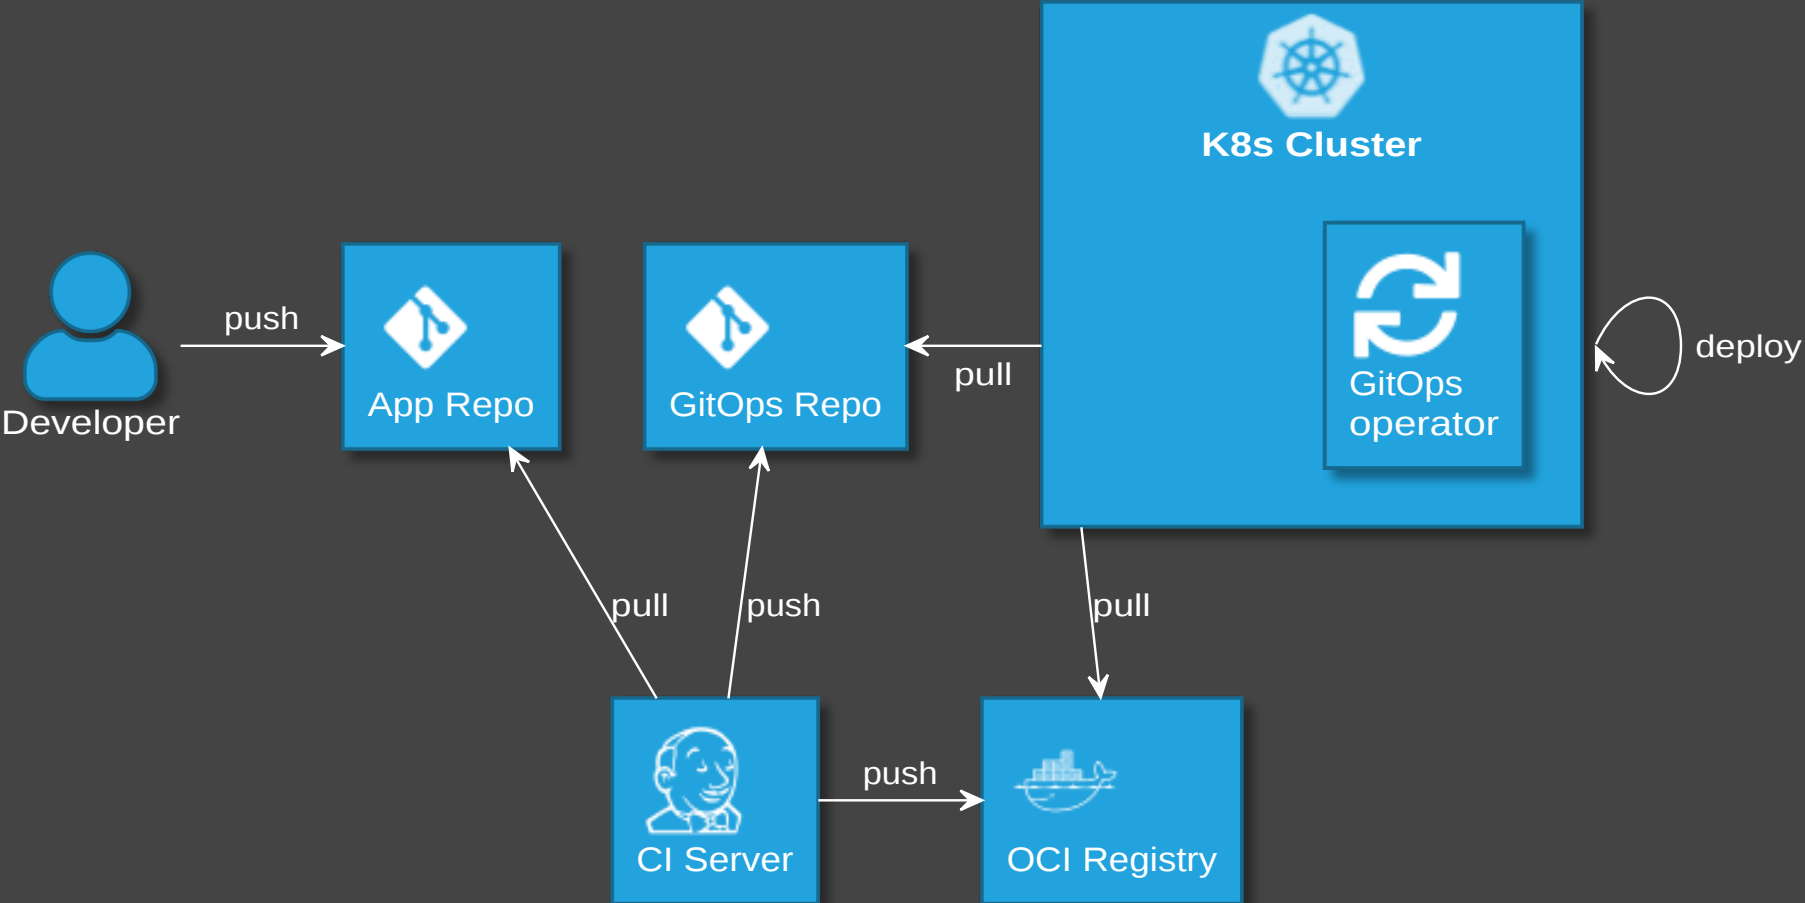 K8s Cluster
push
Developer
App Repo
GitOps Repo
pull
GitOps
operator
deploy
pull
push
pull
CI Server
push
OCI Registry